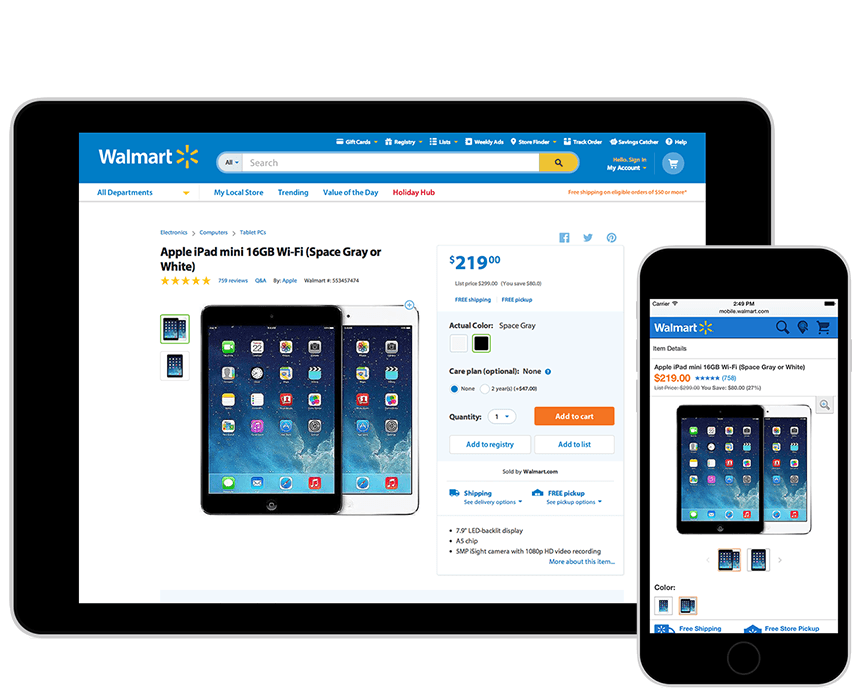 Gift Cards Registry Lists Weekly Ads Store Finder Track Order Savings Catcher Help
Walmart
All Search
Hello. Sign In
My Account
All Departments My Local Store Trending Value of the Day Holiday Hub Free shipping on eligible orders of $50 or more*
Electronics > Computers > Tablet PCs
Apple iPad mini 16GB Wi-Fi (Space Gray or
White)
759 reviews Q&A By: Apple Walmart #: 553457474
$21900
List price $299.00 (You save $80.0)
FREE shipping FREE pickup
Actual Color: Space Gray
Care plan (optional): None
None 2 year(s) (+$47.00)
Quantity: 1 Add to cart
Add to registry Add to list
Sold by Walmart.com
Shipping FREE pickup
See delivery options See pickup options
• 7.9" LED-backlit display
• A5 chip
• 5MP iSight camera with 1080p HD video recording
More about this item...
Carrier 2:49 PM
mobile.walmart.com
Walmart
Item Details
Apple iPad mini 16GB Wi-Fi (Space Gray or White)
$219.00 (758)
List Price: $299.00 You Save: $80.00 (27%)
Color:
Free Shipping Free Store Pickup